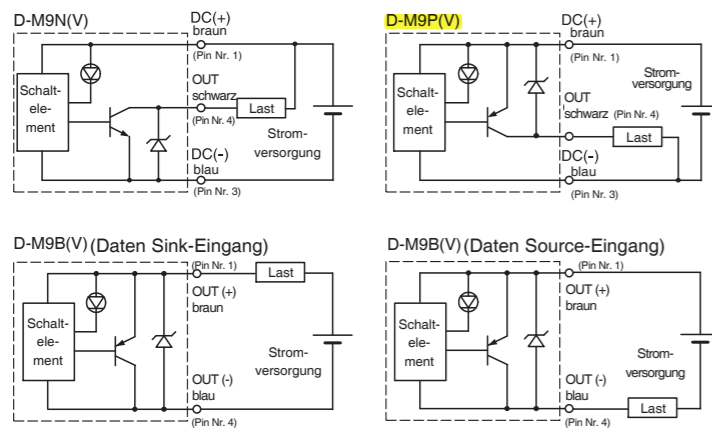 D-M9N(V)
DC(+)
braun
(Pin Nr. 1)
Schalt-
ele-
ment
OUT
schwarz
(Pin Nr. 4)
Last
Strom-
versorgung
DC(-)
blau
(Pin Nr. 3)
D-M9P(V)
DC(+)
braun
(Pin Nr. 1)
Schalt-
ele-
ment
Strom-
versorgung
OUT
schwarz (Pin Nr. 4)
Last
DC(-)
blau
(Pin Nr. 3)
D-M9B(V) (Daten Sink-Eingang)
(Pin Nr. 1)
Last
OUT (+)
braun
Schalt-
ele-
ment
Strom-
versorgung
OUT (-)
blau
(Pin Nr. 4)
D-M9B(V) (Daten Source-Eingang)
(Pin Nr. 1)
OUT (+)
braun
Schalt-
ele-
ment
Strom-
versorgung
OUT (-)
blau
(Pin Nr. 4)
Last